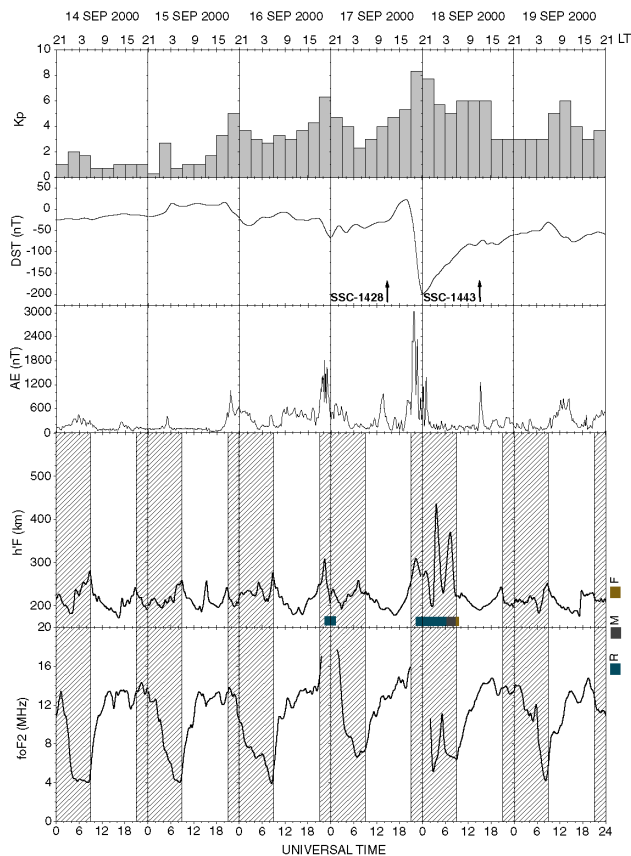 14 SEP 2000 15 SEP 2000 16 SEP 2000 17 SEP 2000 18 SEP 2000 19 SEP 2000
21 3 9 15 21 3 9 15 21 3 9 15 21 3 9 15 21 3 9 15 21 3 9 15 21 LT
10
8
6
4
2
0
Kp
50
0
-50
-100
-150
-200
DST (nT)
SSC-1428 SSC-1443
3000
2400
1800
1200
600
0
AE (nT)
500
400
300
200
h'F (km)
F
M
R
20
16
12
8
4
0
foF2 (MHz)
0 6 12 18 0 6 12 18 0 6 12 18 0 6 12 18 0 6 12 18 0 6 12 18 24
UNIVERSAL TIME